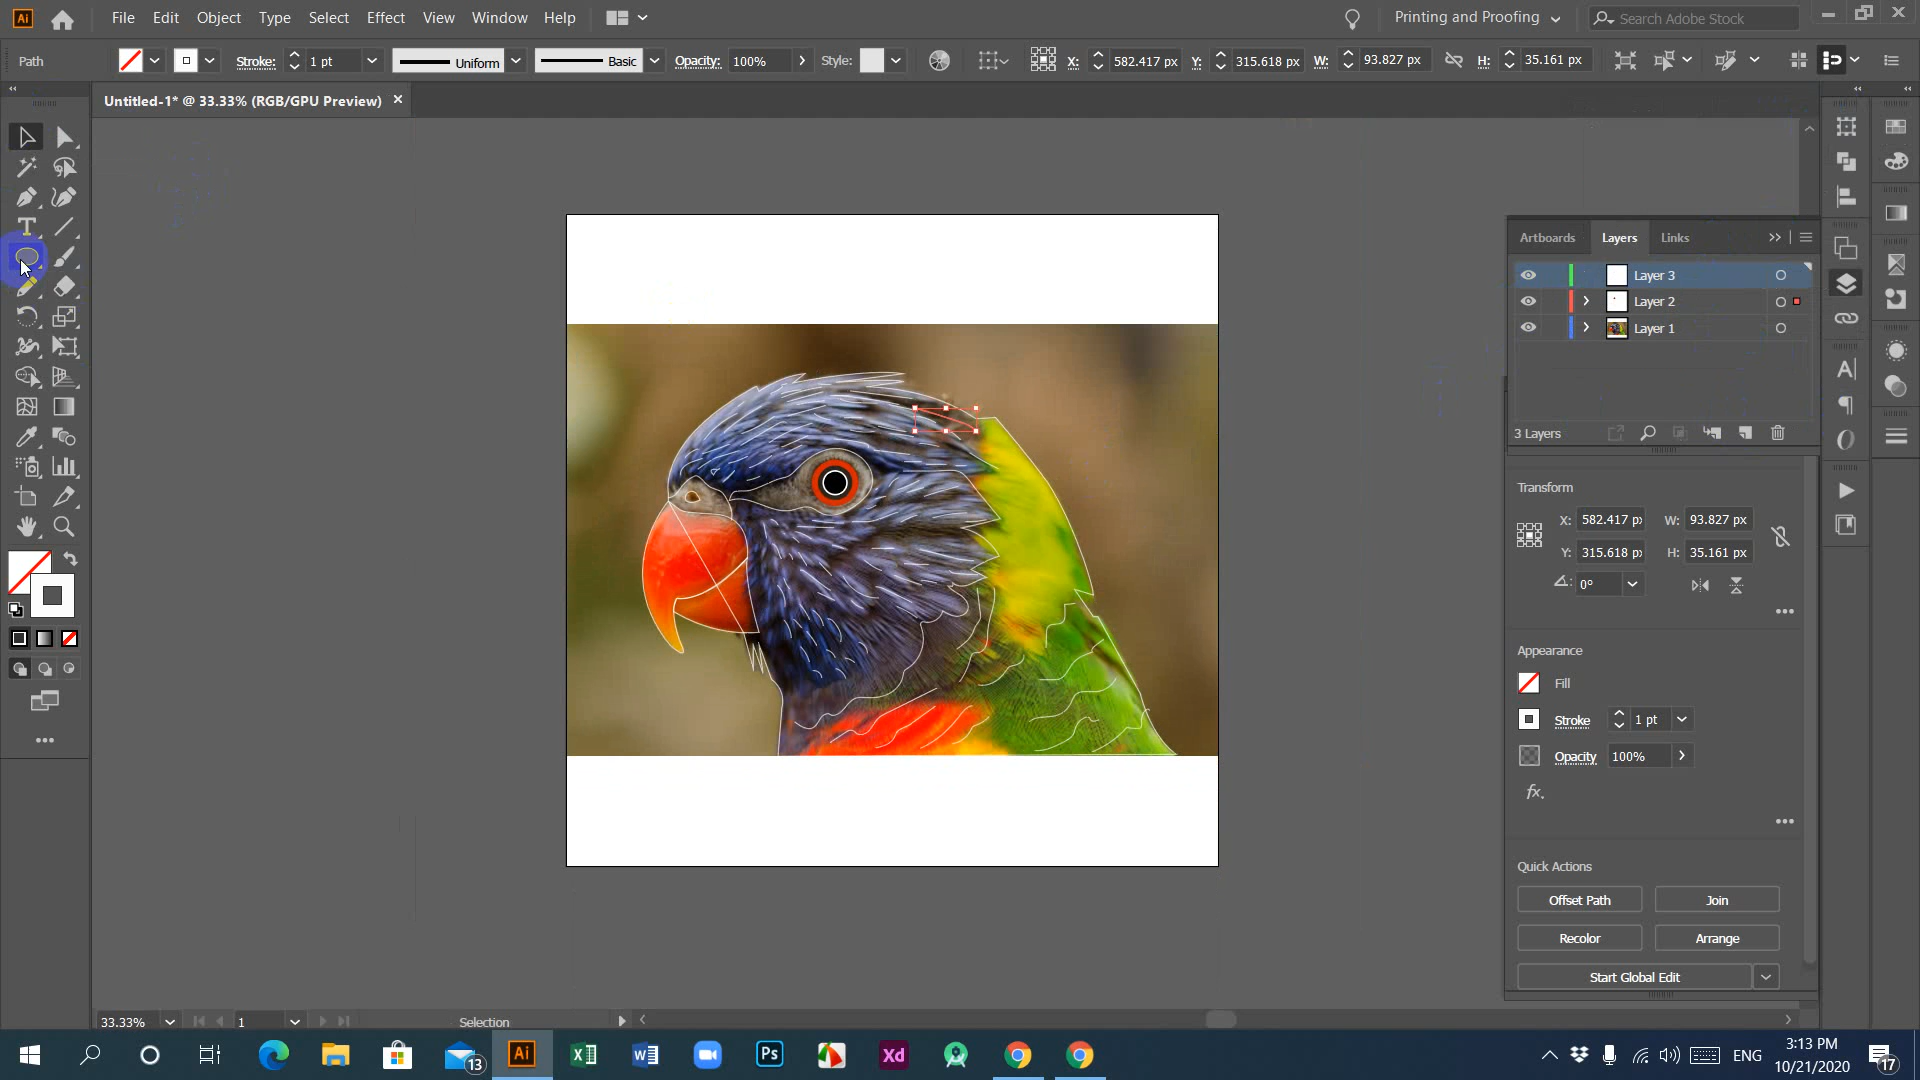 Ai File Edit Object Type Select Effect View Window Help Printing and Proofing Search Adobe Stock
Path Stroke: 1 pt Uniform Basic Opacity: 100% Style: X: 582.417 px Y: 315.618 px W: 93.827 px H: 35.161 px
Untitled-1* @ 33.33% (RGB/GPU Preview)
Artboards Layers Links
Layer 3
Layer 2
Layer 1
3 Layers
Transform
X: 582.417 px W: 93.827 px
Y: 315.618 px H: 35.161 px
0°
Appearance
Fill
Stroke 1 pt
Opacity 100%
fx.
Quick Actions
Offset Path Join
Recolor Arrange
Start Global Edit
33.33% 1 Selection
13 Ai Ps Xd ENG 3:13 PM
10/21/2020 17